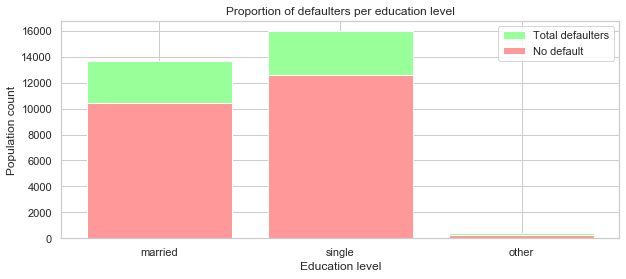 Proportion of defaulters per education level
Total defaulters
No default
Population count
16000
14000
12000
10000
8000
6000
4000
2000
0
married single other
Education level